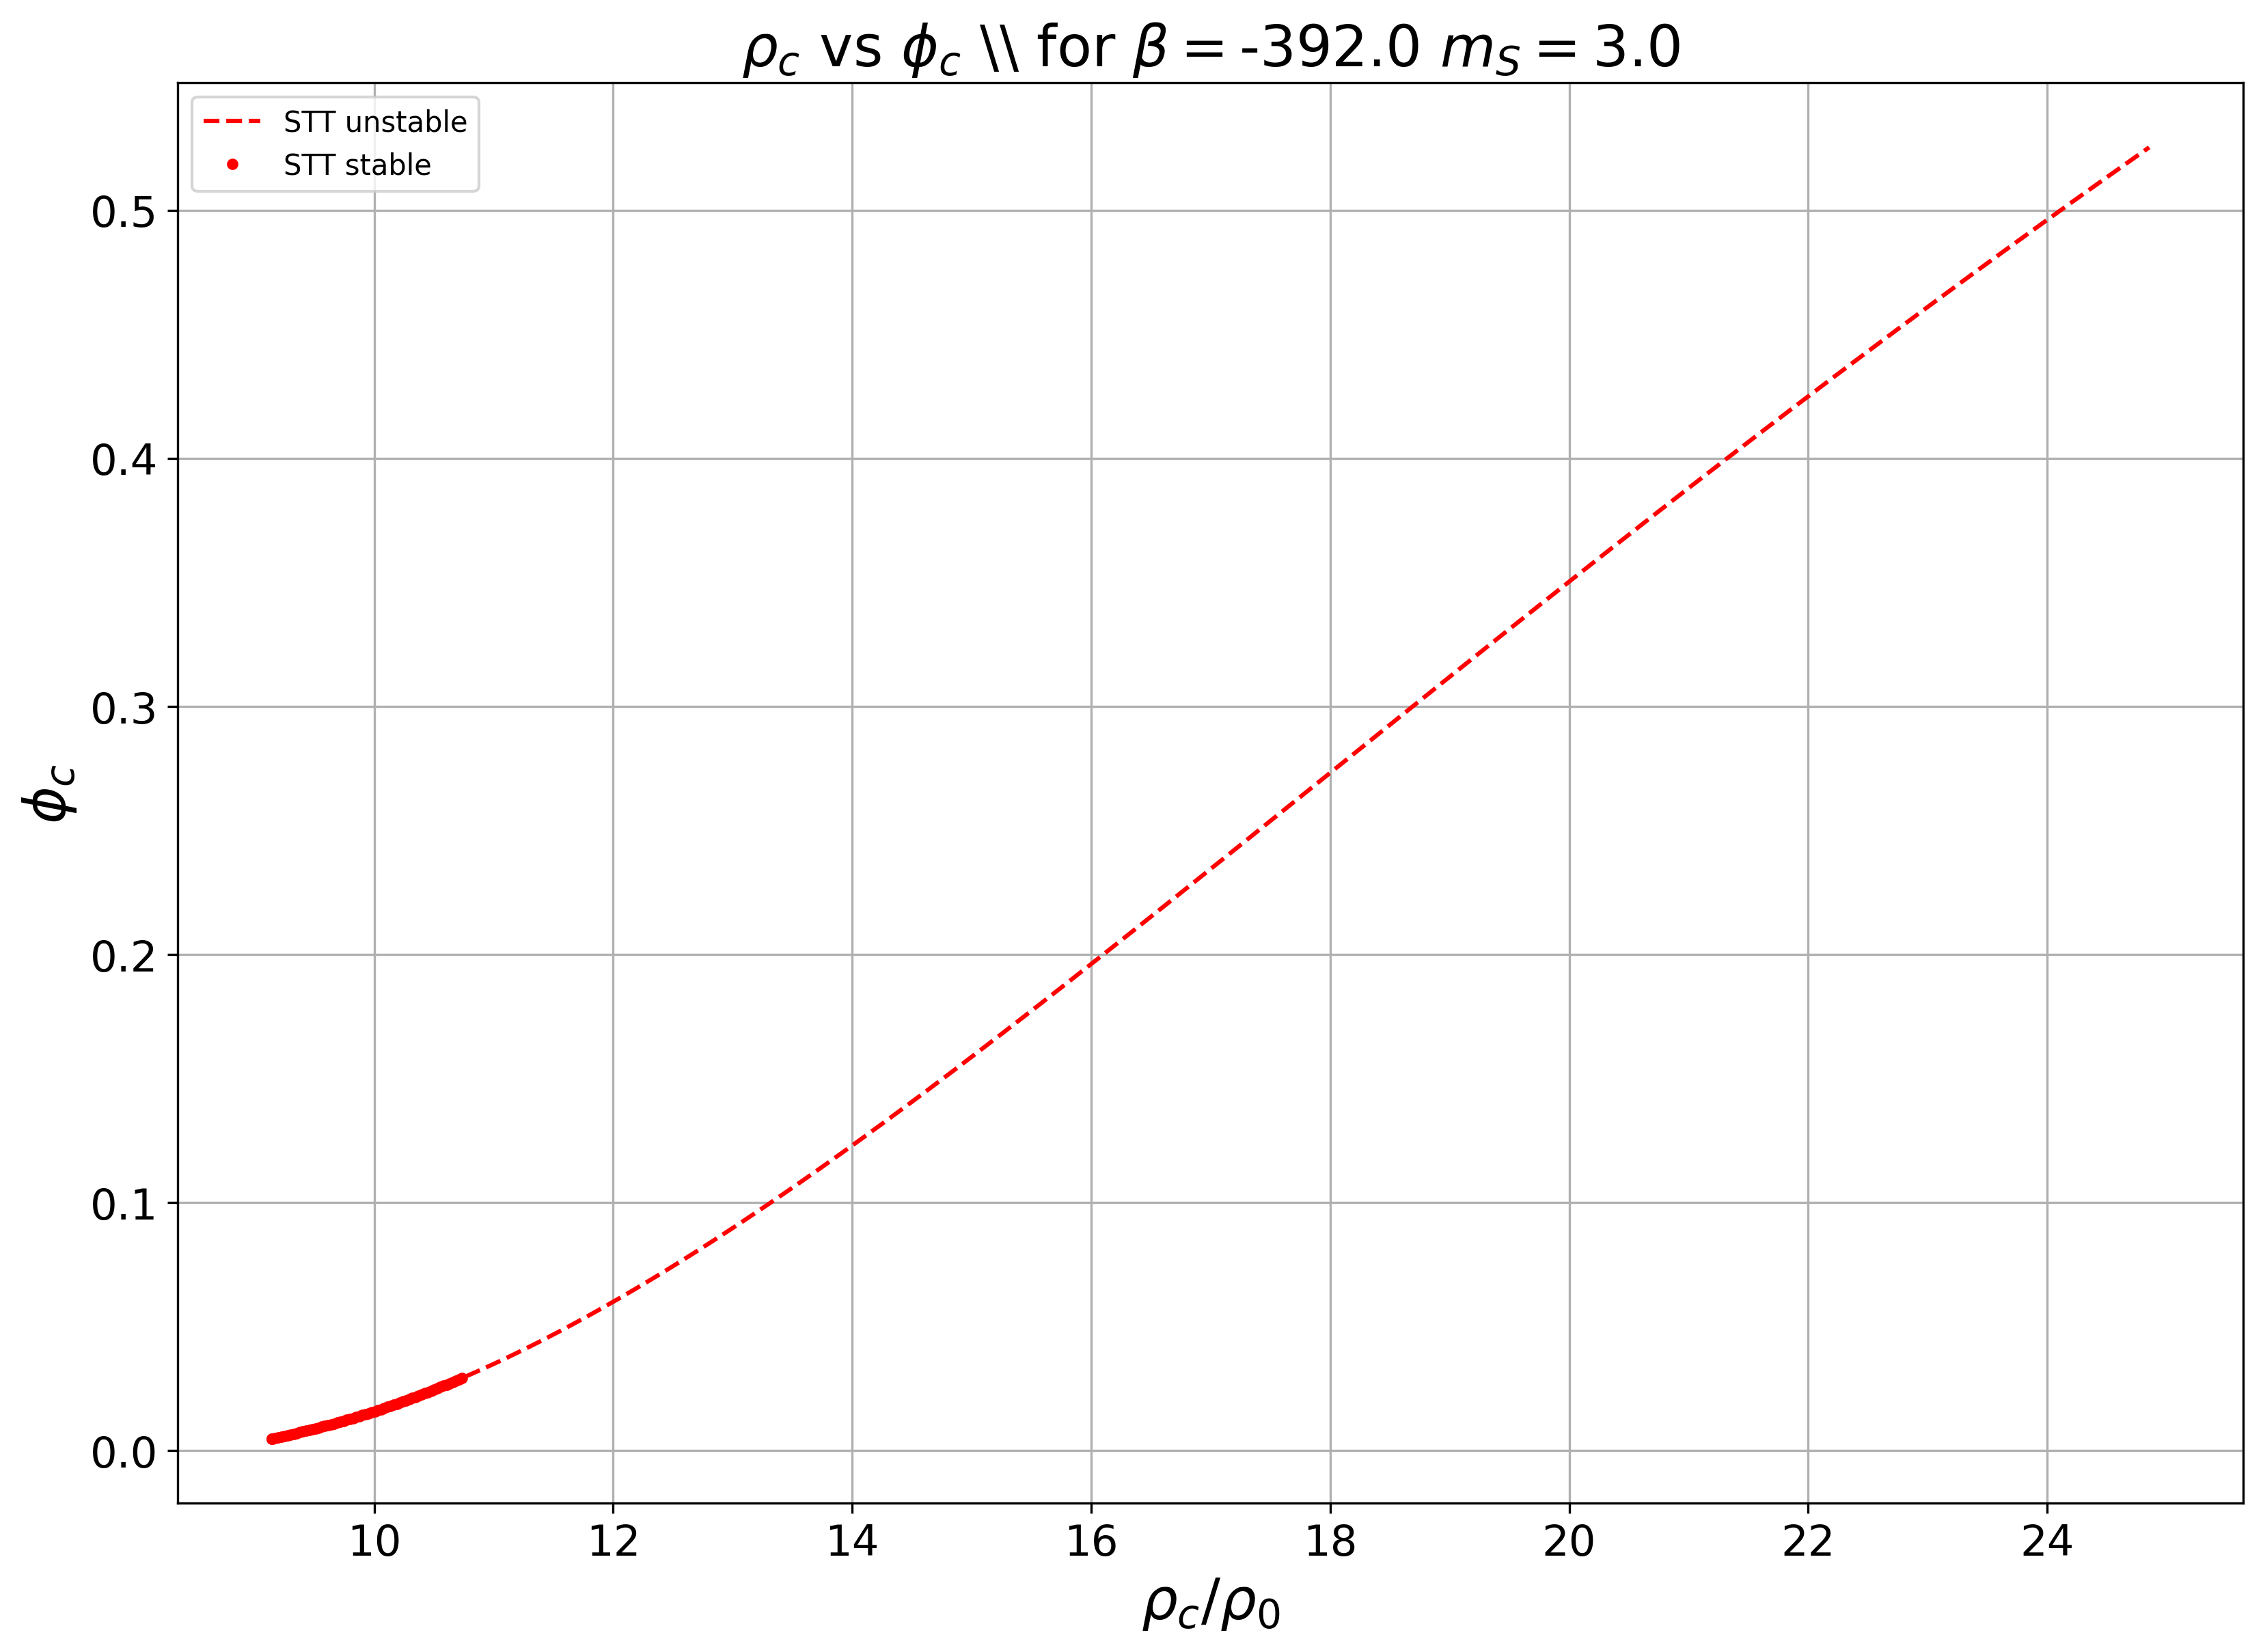 ρc vs ϕc \\ for β = -392.0 mS = 3.0
STT unstable
STT stable
0.5
0.4
0.3
0.2
0.1
0.0
ϕc
10 12 14 16 18 20 22 24
ρc/ρ0